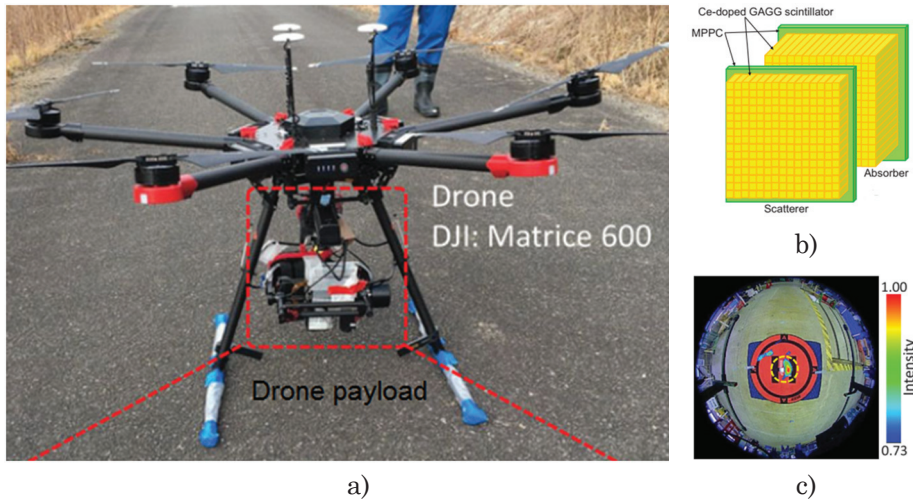 Drone
DJI: Matrice 600
Drone payload
a)
Ce-doped GAGG scintillator
MPPC
Absorber
Scatterer
b)
1.00
Intensity
0.73
c)